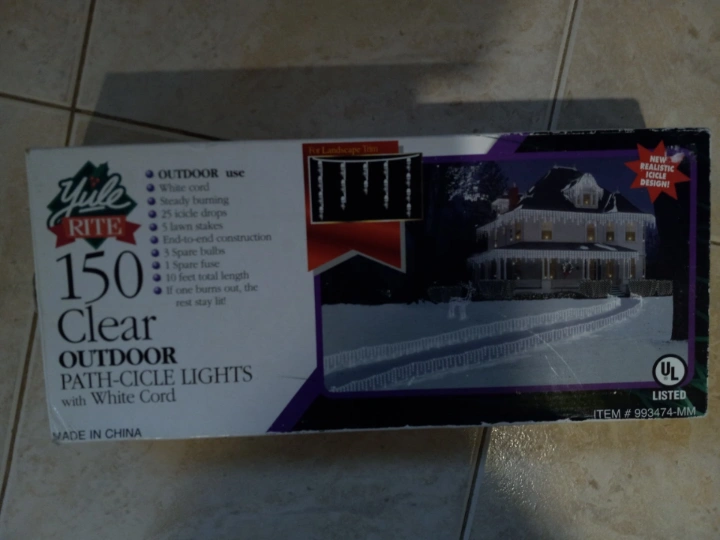 Yule
RITE
150
Clear
OUTDOOR
PATH-CICLE LIGHTS
with White Cord
MADE IN CHINA
OUTDOOR use
White cord
Steady burning
25 icicle drops
5 lawn stakes
End-to-end construction
3 Spare bulbs
1 Spare fuse
10 feet total length
If one burns out, the
rest stay lit!
For Landscape Trim
NEW
REALISTIC
ICICLE
DESIGN!
UL
LISTED
ITEM # 993474-MM